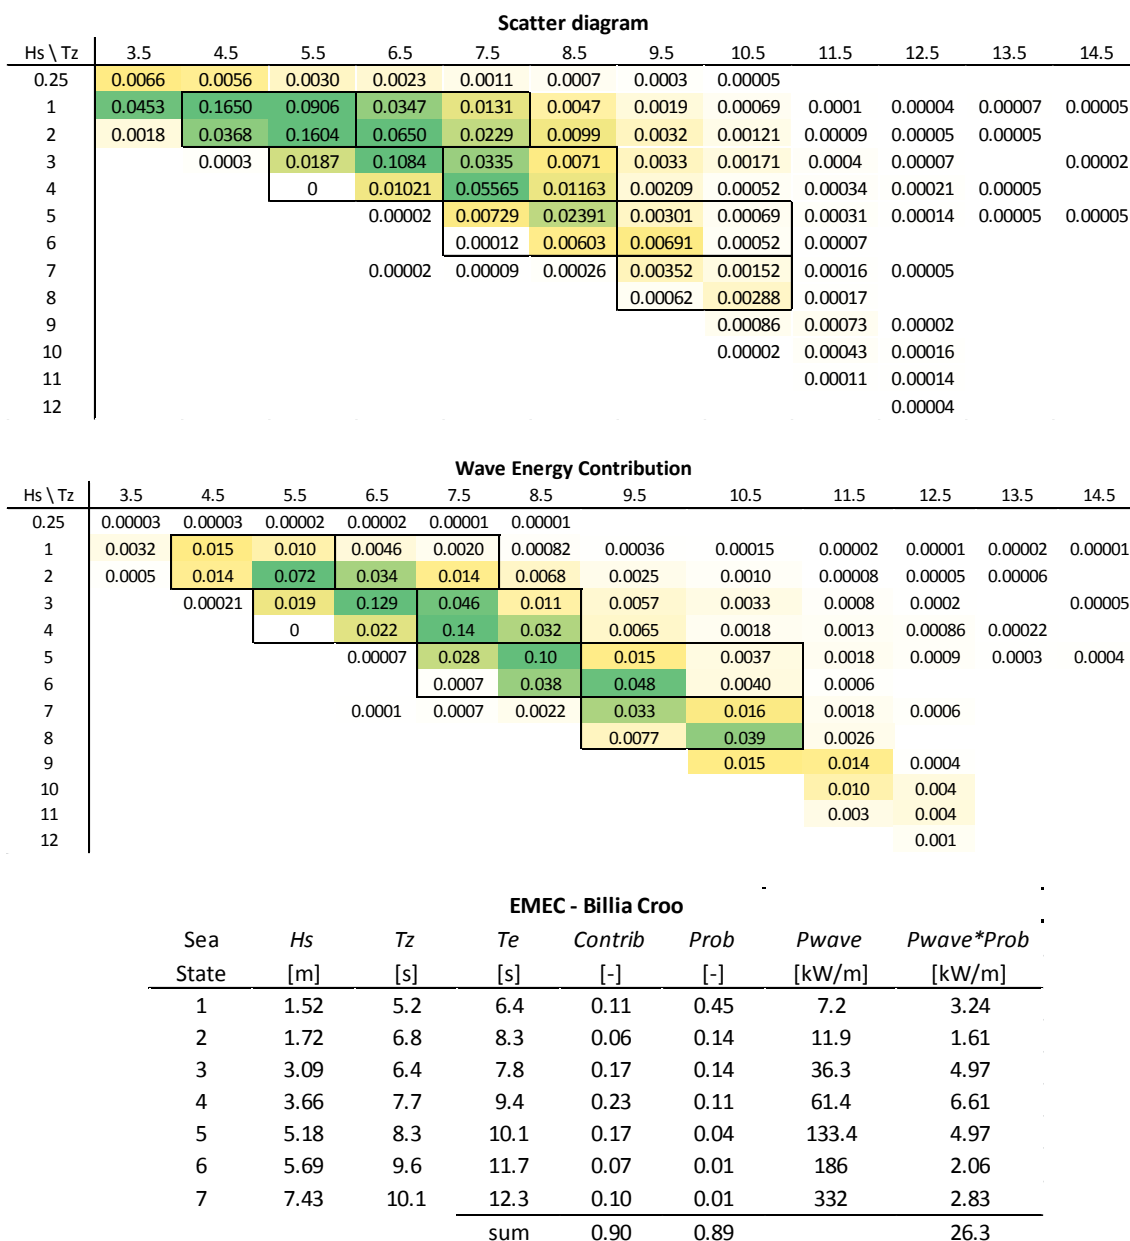 Scatter diagram
Hs \ Tz 3.5 4.5 5.5 6.5 7.5 8.5 9.5 10.5 11.5 12.5 13.5 14.5
0.25 0.0066 0.0056 0.0030 0.0023 0.0011 0.0007 0.0003 0.00005
1 0.0453 0.1650 0.0906 0.0347 0.0131 0.0047 0.0019 0.00069 0.0001 0.00004 0.00007 0.00005
2 0.0018 0.0368 0.1604 0.0650 0.0229 0.0099 0.0032 0.00121 0.00009 0.00005 0.00005
3 0.0003 0.0187 0.1084 0.0335 0.0071 0.0033 0.00171 0.0004 0.00007 0.00002
4 0 0.01021 0.05565 0.01163 0.00209 0.00052 0.00034 0.00021 0.00005
5 0.00002 0.00729 0.02391 0.00301 0.00069 0.00031 0.00014 0.00005 0.00005
6 0.00012 0.00603 0.00691 0.00052 0.00007
7 0.00002 0.00009 0.00026 0.00352 0.00152 0.00016 0.00005
8 0.00062 0.00288 0.00017
9 0.00086 0.00073 0.00002
10 0.00002 0.00043 0.00016
11 0.00011 0.00014
12 0.00004
Wave Energy Contribution
Hs \ Tz 3.5 4.5 5.5 6.5 7.5 8.5 9.5 10.5 11.5 12.5 13.5 14.5
0.25 0.00003 0.00003 0.00002 0.00002 0.00001 0.00001
1 0.0032 0.015 0.010 0.0046 0.0020 0.00082 0.00036 0.00015 0.00002 0.00001 0.00002 0.00001
2 0.0005 0.014 0.072 0.034 0.014 0.0068 0.0025 0.0010 0.00008 0.00005 0.00006
3 0.00021 0.019 0.129 0.046 0.011 0.0057 0.0033 0.0008 0.0002 0.00005
4 0 0.022 0.14 0.032 0.0065 0.0018 0.0013 0.00086 0.00022
5 0.00007 0.028 0.10 0.015 0.0037 0.0018 0.0009 0.0003 0.0004
6 0.0007 0.038 0.048 0.0040 0.0006
7 0.0001 0.0007 0.0022 0.033 0.016 0.0018 0.0006
8 0.0077 0.039 0.0026
9 0.015 0.014 0.0004
10 0.010 0.004
11 0.003 0.004
12 0.001
EMEC - Billia Croo
Sea Hs Tz Te Contrib Prob Pwave Pwave*Prob
State [m] [s] [s] [-] [-] [kW/m] [kW/m]
1 1.52 5.2 6.4 0.11 0.45 7.2 3.24
2 1.72 6.8 8.3 0.06 0.14 11.9 1.61
3 3.09 6.4 7.8 0.17 0.14 36.3 4.97
4 3.66 7.7 9.4 0.23 0.11 61.4 6.61
5 5.18 8.3 10.1 0.17 0.04 133.4 4.97
6 5.69 9.6 11.7 0.07 0.01 186 2.06
7 7.43 10.1 12.3 0.10 0.01 332 2.83
sum 0.90 0.89 26.3